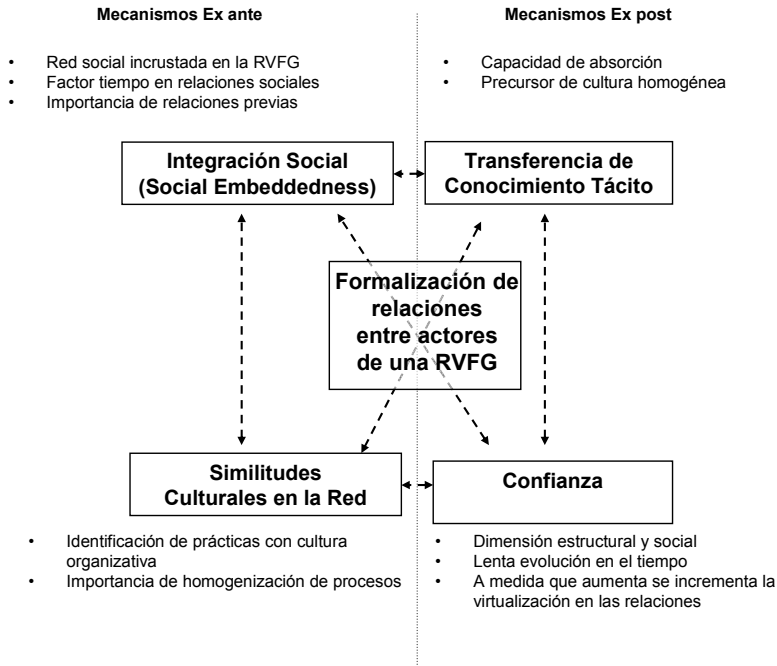 Mecanismos Ex ante
Mecanismos Ex post
• Red social incrustada en la RVFG
• Factor tiempo en relaciones sociales
• Importancia de relaciones previas
• Capacidad de absorción
• Precursor de cultura homogénea
Integración Social
(Social Embeddedness)
Transferencia de
Conocimiento Tácito
Formalización de
relaciones
entre actores
de una RVFG
Similitudes
Culturales en la Red
Confianza
• Identificación de prácticas con cultura
organizativa
• Importancia de homogenización de procesos
• Dimensión estructural y social
• Lenta evolución en el tiempo
• A medida que aumenta se incrementa la
virtualización en las relaciones